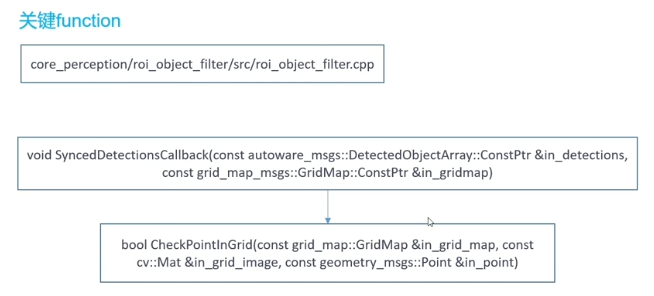 关键function
core_perception/roi_object_filter/src/roi_object_filter.cpp
void SyncedDetectionsCallback(const autoware_msgs::DetectedObjectArray::ConstPtr &in_detections,
const grid_map_msgs::GridMap::ConstPtr &in_gridmap)
bool CheckPointInGrid(const grid_map::GridMap &in_grid_map, const
cv::Mat &in_grid_image, const geometry_msgs::Point &in_point)